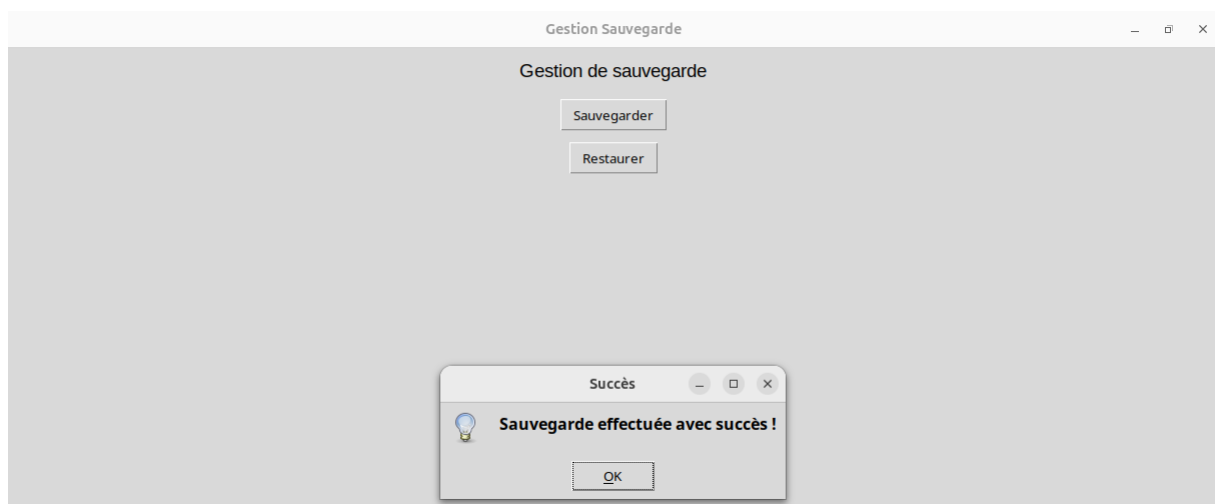 Gestion Sauvegarde
Gestion de sauvegarde
Sauvegarder
Restaurer
Succès
Sauvegarde effectuée avec succès !
OK